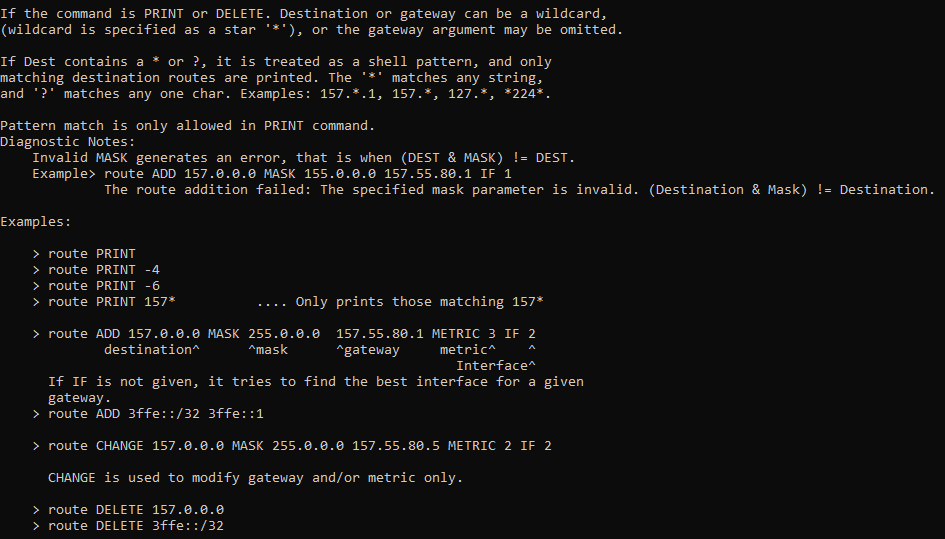 If the command is PRINT or DELETE. Destination or gateway can be a wildcard,
(wildcard is specified as a star '*'), or the gateway argument may be omitted.

If Dest contains a * or ?, it is treated as a shell pattern, and only
matching destination routes are printed. The '*' matches any string,
and '?' matches any one char. Examples: 157.*.1, 157.*, 127.*, *224*.

Pattern match is only allowed in PRINT command.
Diagnostic Notes:
    Invalid MASK generates an error, that is when (DEST & MASK) != DEST.
    Example> route ADD 157.0.0.0 MASK 155.0.0.0 157.55.80.1 IF 1
             The route addition failed: The specified mask parameter is invalid. (Destination & Mask) != Destination.

Examples:

    > route PRINT
    > route PRINT -4
    > route PRINT -6
    > route PRINT 157*          .... Only prints those matching 157*

    > route ADD 157.0.0.0 MASK 255.0.0.0  157.55.80.1 METRIC 3 IF 2
             destination^      ^mask      ^gateway     metric^    ^
                                                         Interface^
      If IF is not given, it tries to find the best interface for a given
      gateway.
    > route ADD 3ffe::/32 3ffe::1

    > route CHANGE 157.0.0.0 MASK 255.0.0.0 157.55.80.5 METRIC 2 IF 2

      CHANGE is used to modify gateway and/or metric only.

    > route DELETE 157.0.0.0
    > route DELETE 3ffe::/32